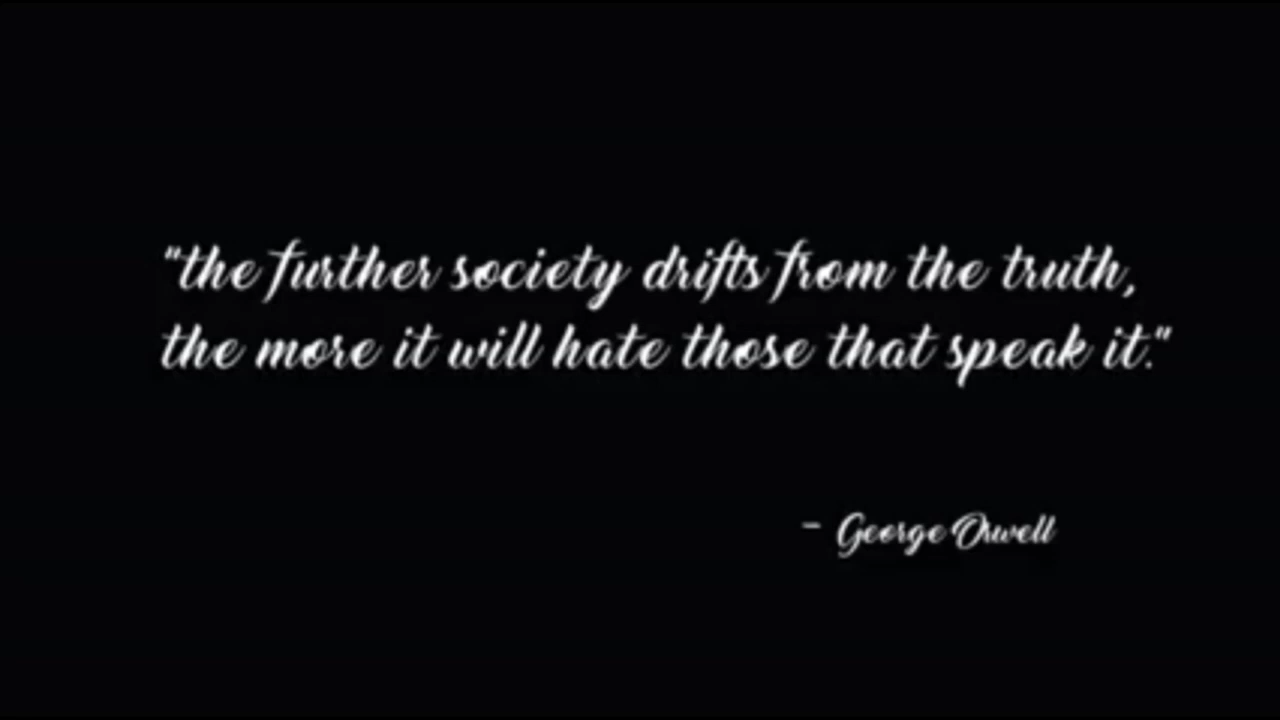 "the further society drifts from the truth,
the more it will hate those that speak it."
- George Orwell